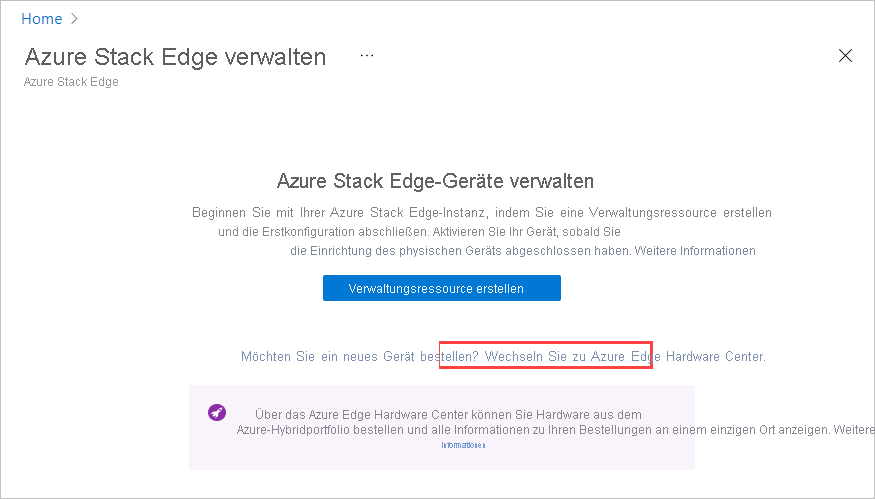 Home >
Azure Stack Edge verwalten ...
Azure Stack Edge
Azure Stack Edge-Geräte verwalten
Beginnen Sie mit Ihrer Azure Stack Edge-Instanz, indem Sie eine Verwaltungsressource erstellen
und die Erstkonfiguration abschließen. Aktivieren Sie Ihr Gerät, sobald Sie
die Einrichtung des physischen Geräts abgeschlossen haben. Weitere Informationen
Verwaltungsressource erstellen
Möchten Sie ein neues Gerät bestellen? Wechseln Sie zu Azure Edge Hardware Center.
Über das Azure Edge Hardware Center können Sie Hardware aus dem
Azure-Hybridportfolio bestellen und alle Informationen zu Ihren Bestellungen an einem einzigen Ort anzeigen. Weitere
Informationen